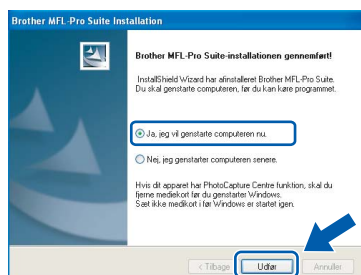 Brother MFL-Pro Suite Installation
Brother MFL-Pro Suite-installationen gennemført!
InstallShield Wizard har afinstalleret Brother MFL-Pro Suite.
Du skal genstarte computeren, før du kan køre programmet.
Ja, jeg vil genstarte computeren nu.
Nej, jeg genstarter computeren senere.
Hvis dit apparet har PhotoCapture Centre funktion, skal du
fjerne mediekort før du genstarter Windows.
Sæt ikke medikort i før Windows er startet igen.
< Tilbage
Udfør
Annuller